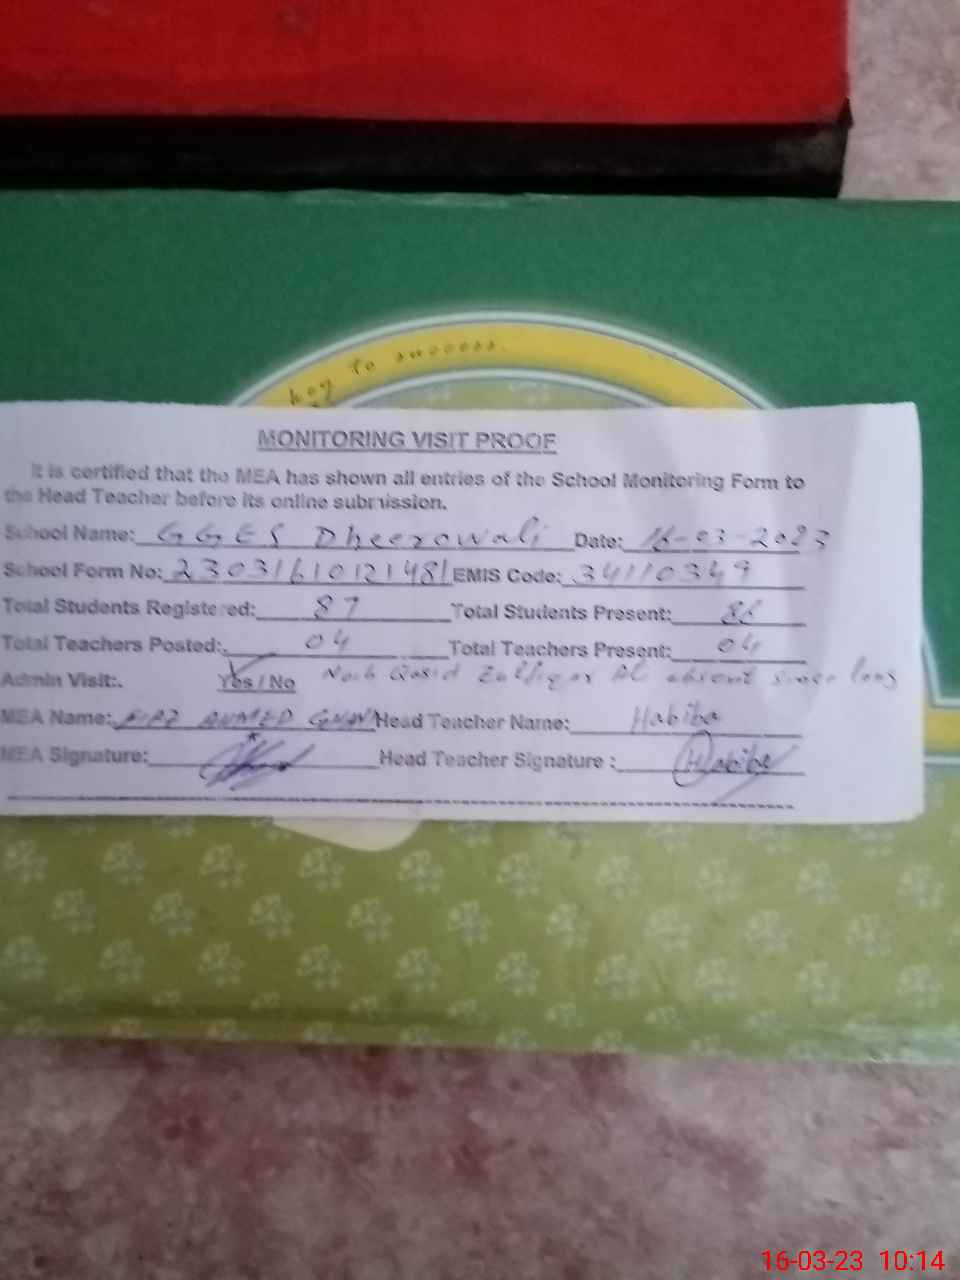 key to success.
MONITORING VISIT PROOF
It is certified that the MEA has shown all entries of the School Monitoring Form to
the Head Teacher before its online submission.
School Name: GGES Dheerowali Date: 16-03-2023
School Form No: 23031610121481 EMIS Code: 34110349
Total Students Registered: 87 Total Students Present: 86
Total Teachers Posted: 04 Total Teachers Present: 04
Admin Visit:. Yes / No Qasid Zulfiqar Ali absent since long
MEA Name: AHMED Head Teacher Name: Habiba
MEA Signature: Head Teacher Signature : Habiba
16-03-23 10:14